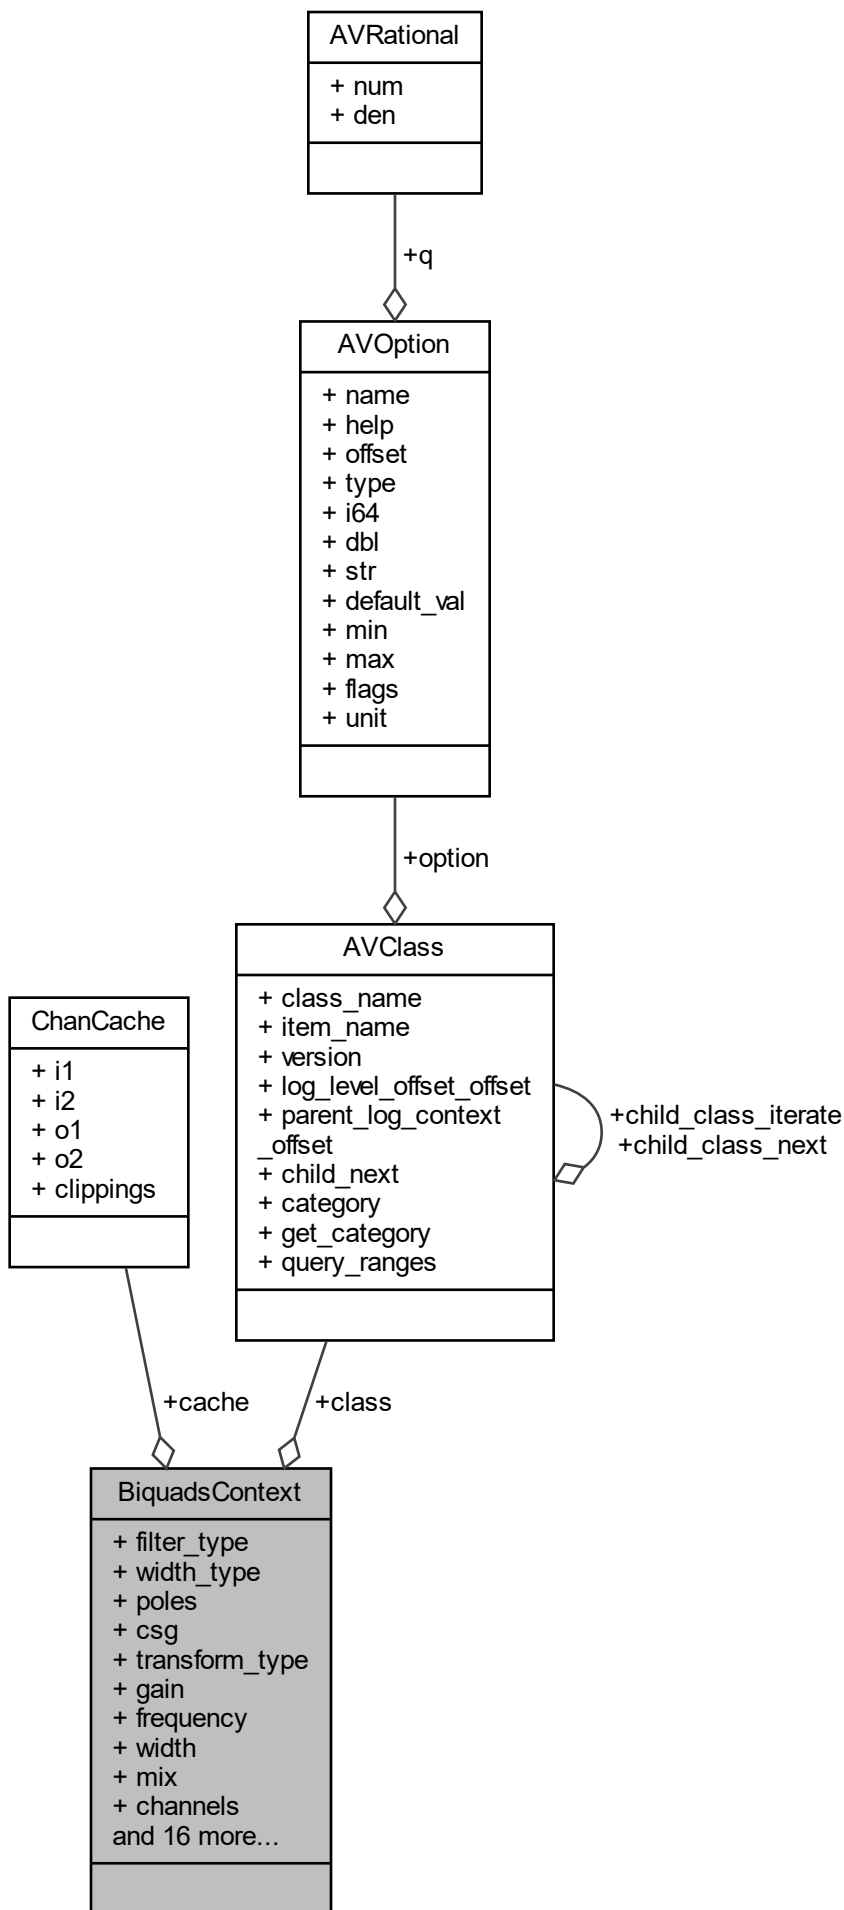 AVRational
+ num
+ den
+q
AVOption
+ name
+ help
+ offset
+ type
+ i64
+ dbl
+ str
+ default_val
+ min
+ max
+ flags
+ unit
+option
AVClass
+ class_name
+ item_name
+ version
+ log_level_offset_offset
+ parent_log_context
_offset
+ child_next
+ category
+ get_category
+ query_ranges
+child_class_iterate
+child_class_next
ChanCache
+ i1
+ i2
+ o1
+ o2
+ clippings
+cache
+class
BiquadsContext
+ filter_type
+ width_type
+ poles
+ csg
+ transform_type
+ gain
+ frequency
+ width
+ mix
+ channels
and 16 more...